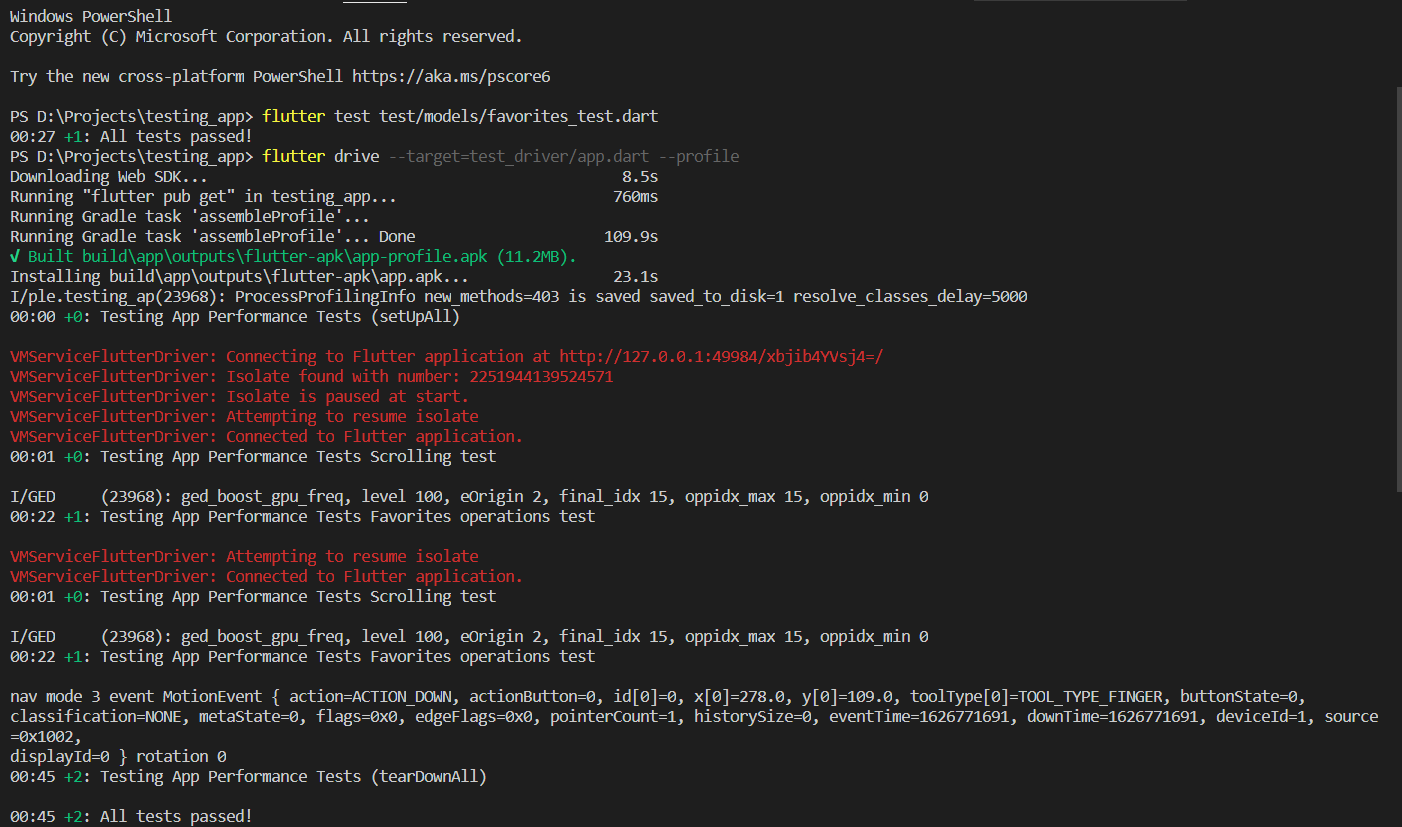 Windows PowerShell
Copyright (C) Microsoft Corporation. All rights reserved.
Try the new cross-platform PowerShell https://aka.ms/pscore6
PS D:\Projects\testing_app> flutter test test/models/favorites_test.dart
00:27 +1: All tests passed!
PS D:\Projects\testing_app> flutter drive --target=test_driver/app.dart --profile
Downloading Web SDK... 8.5s
Running "flutter pub get" in testing_app... 760ms
Running Gradle task 'assembleProfile'...
Running Gradle task 'assembleProfile'... Done 109.9s
√ Built build\app\outputs\flutter-apk\app-profile.apk (11.2MB).
Installing build\app\outputs\flutter-apk\app.apk... 23.1s
I/ple.testing_ap(23968): ProcessProfilingInfo new_methods=403 is saved saved_to_disk=1 resolve_classes_delay=5000
00:00 +0: Testing App Performance Tests (setUpAll)
VMServiceFlutterDriver: Connecting to Flutter application at http://127.0.0.1:49984/xbjib4YVsj4=/
VMServiceFlutterDriver: Isolate found with number: 2251944139524571
VMServiceFlutterDriver: Isolate is paused at start.
VMServiceFlutterDriver: Attempting to resume isolate
VMServiceFlutterDriver: Connected to Flutter application.
00:01 +0: Testing App Performance Tests Scrolling test
I/GED     (23968): ged_boost_gpu_freq, level 100, eOrigin 2, final_idx 15, oppidx_max 15, oppidx_min 0
00:22 +1: Testing App Performance Tests Favorites operations test
VMServiceFlutterDriver: Attempting to resume isolate
VMServiceFlutterDriver: Connected to Flutter application.
00:01 +0: Testing App Performance Tests Scrolling test
I/GED     (23968): ged_boost_gpu_freq, level 100, eOrigin 2, final_idx 15, oppidx_max 15, oppidx_min 0
00:22 +1: Testing App Performance Tests Favorites operations test
nav mode 3 event MotionEvent { action=ACTION_DOWN, actionButton=0, id[0]=0, x[0]=278.0, y[0]=109.0, toolType[0]=TOOL_TYPE_FINGER, buttonState=0,
classification=NONE, metaState=0, flags=0x0, edgeFlags=0x0, pointerCount=1, historySize=0, eventTime=1626771691, downTime=1626771691, deviceId=1, source
=0x1002,
displayId=0 } rotation 0
00:45 +2: Testing App Performance Tests (tearDownAll)
00:45 +2: All tests passed!